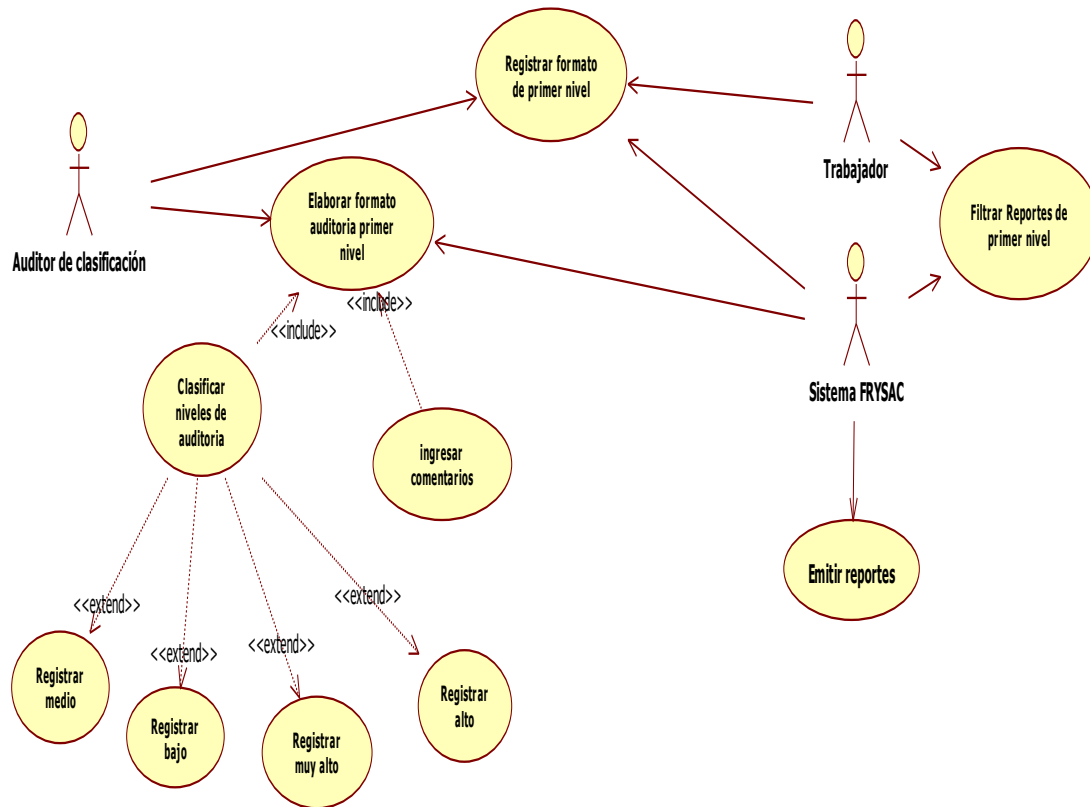 Registrar formato
de primer nivel
Trabajador
Auditor de clasificación
Elaborar formato
auditoria primer
nivel
Filtrar Reportes de
primer nivel
<<include>>
<<include>>
Sistema FRYSAC
Clasificar
niveles de
auditoria
ingresar
comentarios
Emitir reportes
<<extend>>
<<extend>>
<<extend>>
<<extend>>
Registrar
medio
Registrar
bajo
Registrar
muy alto
Registrar
alto